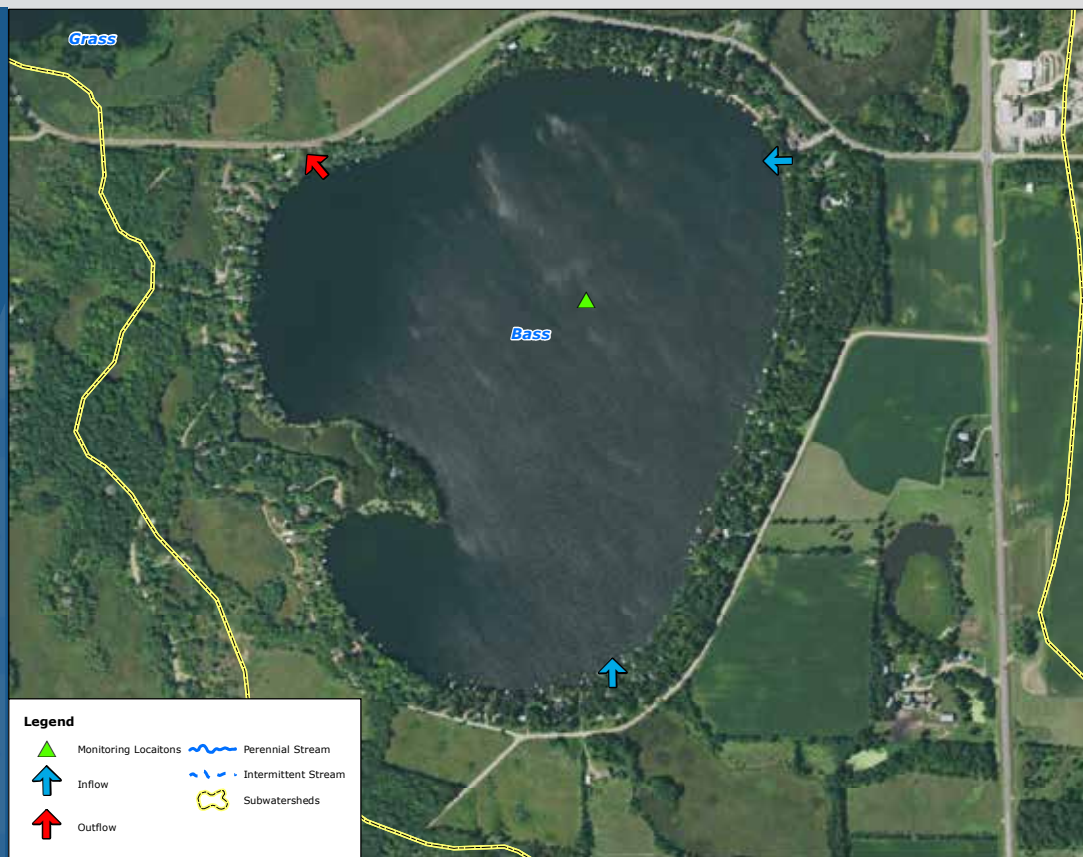 Grass
Bass
Legend
Monitoring Locaitons
Inflow
Outflow
Perennial Stream
Intermittent Stream
Subwatersheds